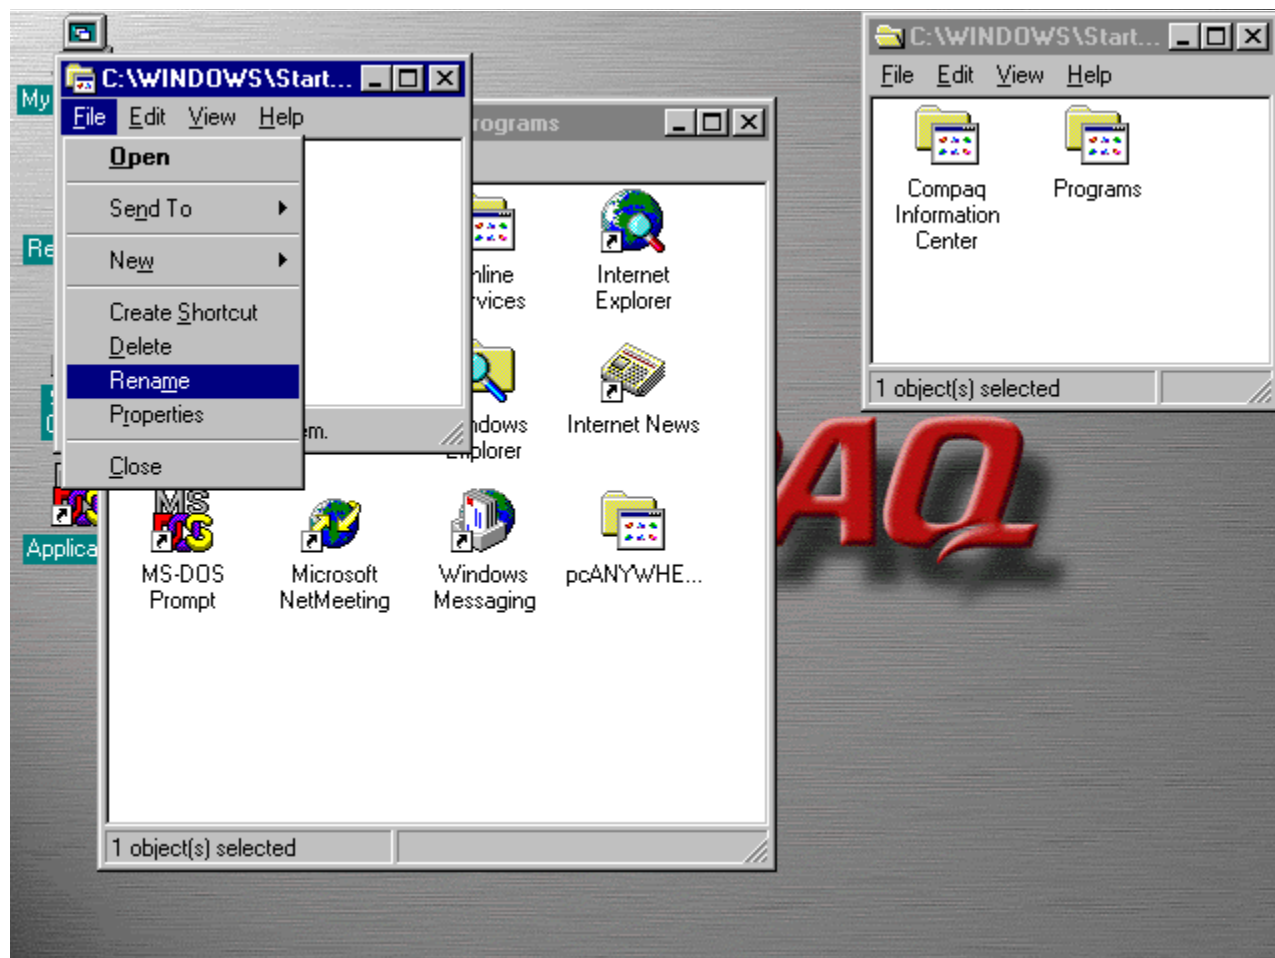 My
Re
Applica
C:\WINDOWS\Start...
File Edit View Help
Open
Send To
New
Create Shortcut
Delete
Rename
Properties
Close
em.
rograms
nline
rvices
Internet
Explorer
ndows
Explorer
Internet News
MS-DOS
Prompt
Microsoft
NetMeeting
Windows
Messaging
pcANYWHE...
1 object(s) selected
C:\WINDOWS\Start...
File Edit View Help
Compaq
Information
Center
Programs
1 object(s) selected
AQ